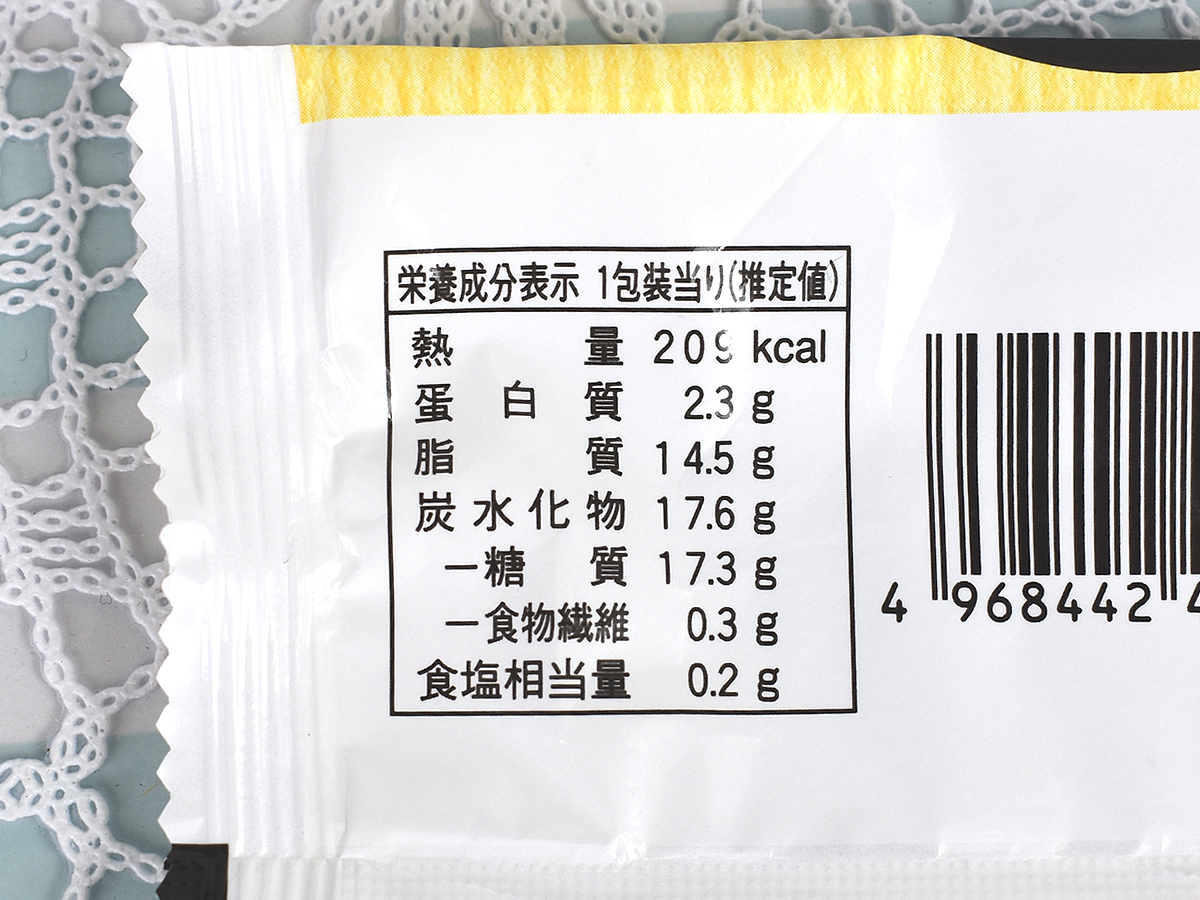 栄養成分表示 1包装当り(推定値)
熱量 209 kcal
蛋白質 2.3 g
脂質 14.5 g
炭水化物 17.6 g
－糖質 17.3 g
－食物繊維 0.3 g
食塩相当量 0.2 g
4 968442 4